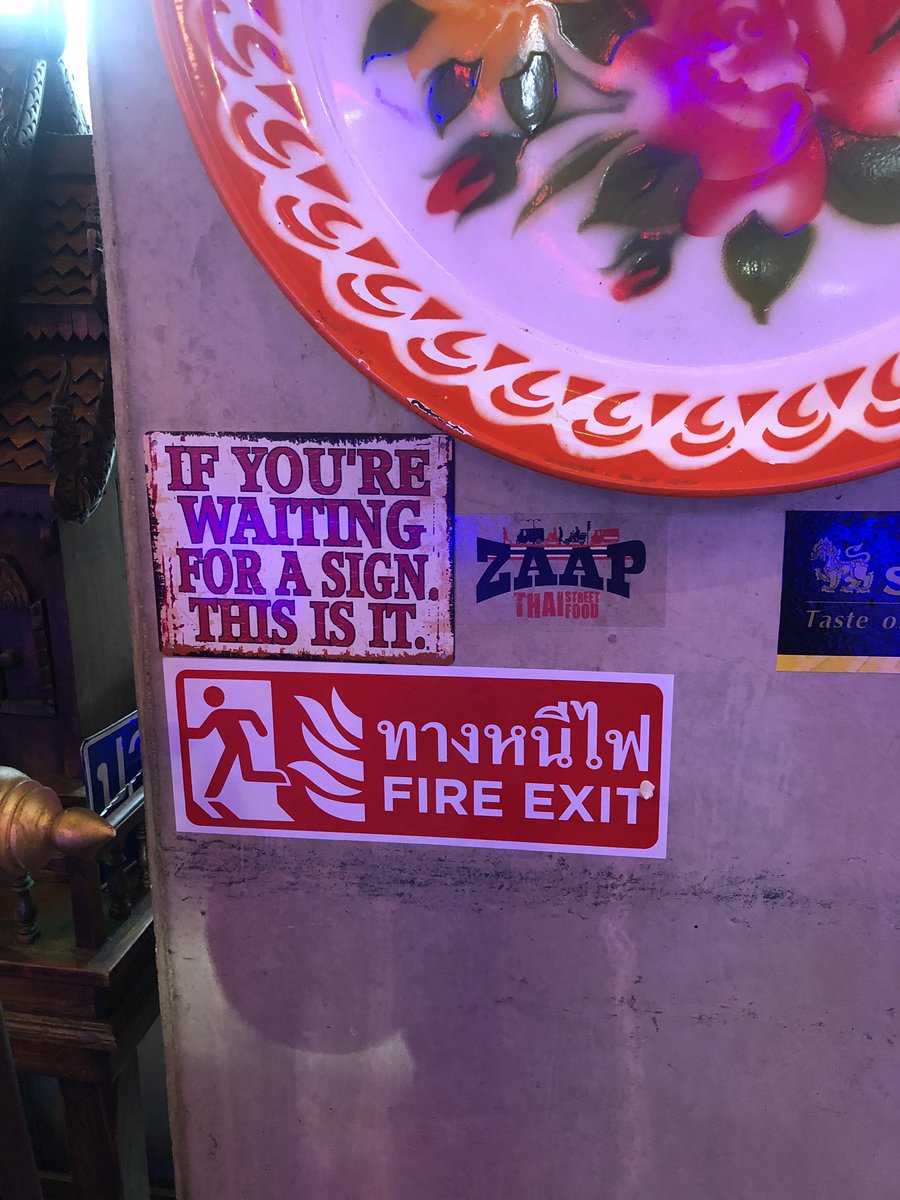 IF YOU'RE
WAITING
FOR A SIGN.
THIS IS IT.
ZAAP
THAI STREET
FOOD
Taste
ทางหนีไฟ
FIRE EXIT